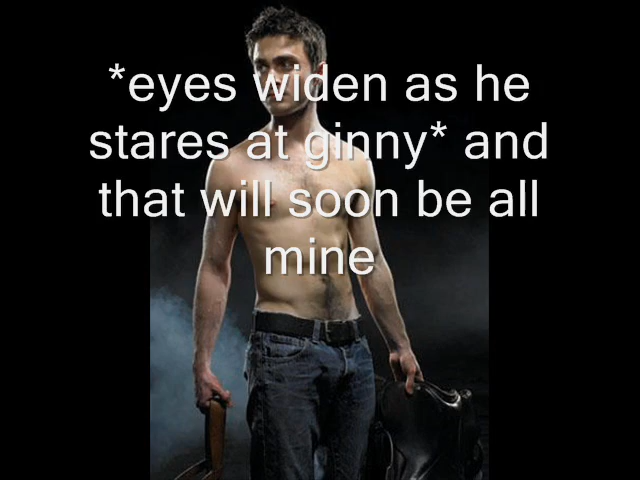 *eyes widen as he
stares at ginny* and
that will soon be all
mine